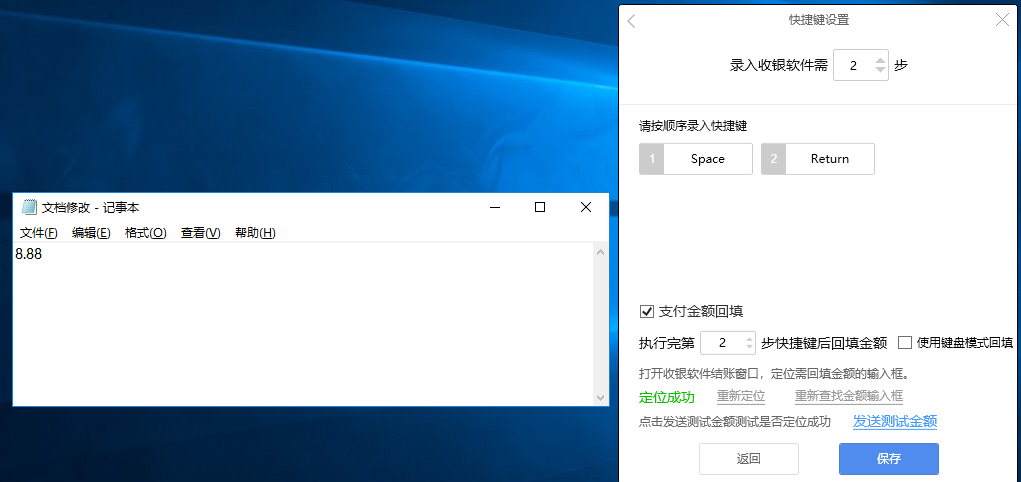 快捷键设置
录入收银软件需 2 步
请按顺序录入快捷键
1 Space 2 Return
文档修改 - 记事本
文件(F) 编辑(E) 格式(O) 查看(V) 帮助(H)
8.88
支付金额回填
执行完第 2 步快捷键后回填金额 使用键盘模式回填
打开收银软件结账窗口，定位需回填金额的输入框。
定位成功 重新定位 重新查找金额输入框
点击发送测试金额测试是否定位成功 发送测试金额
返回 保存